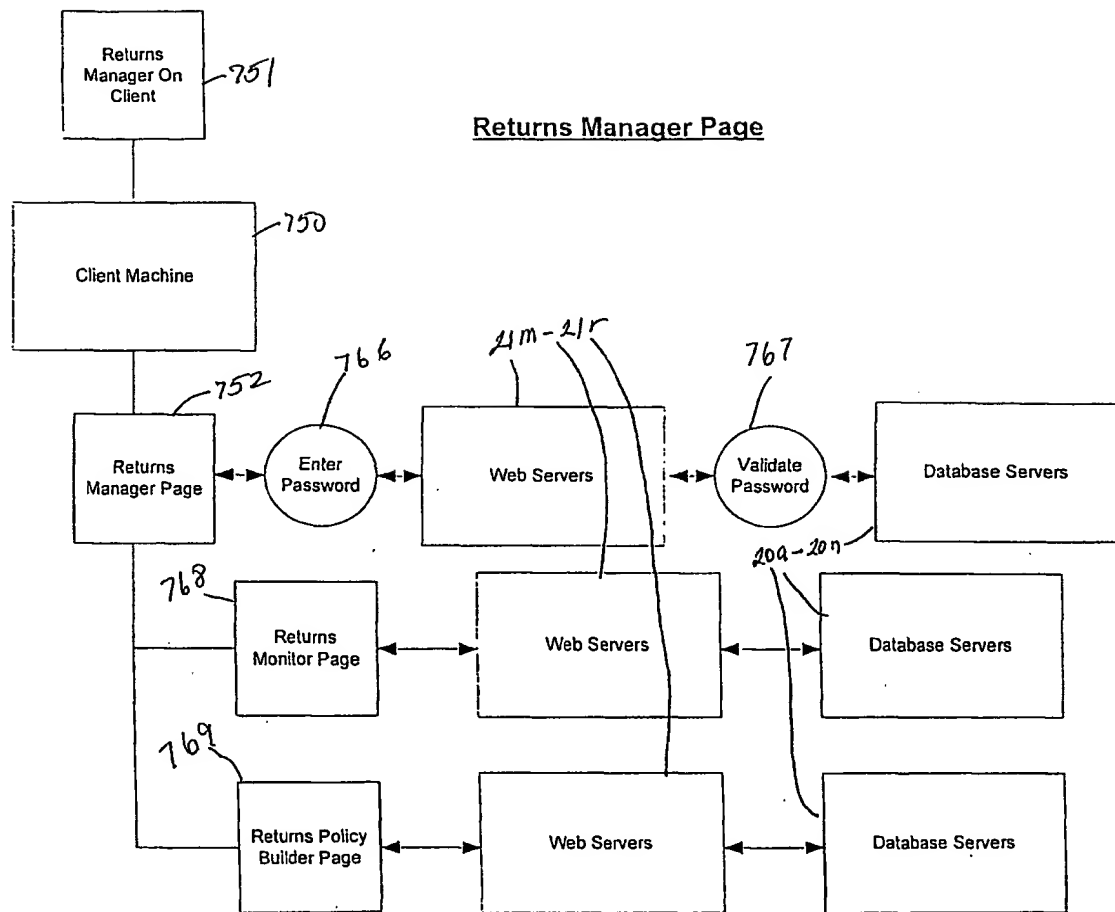 Returns
Manager On
Client
751
Returns Manager Page
750
Client Machine
21m-21r
766
767
752
Returns
Manager Page
Enter
Password
Web Servers
Validate
Password
Database Servers
20a-20n
768
Returns
Monitor Page
Web Servers
Database Servers
769
Returns Policy
Builder Page
Web Servers
Database Servers